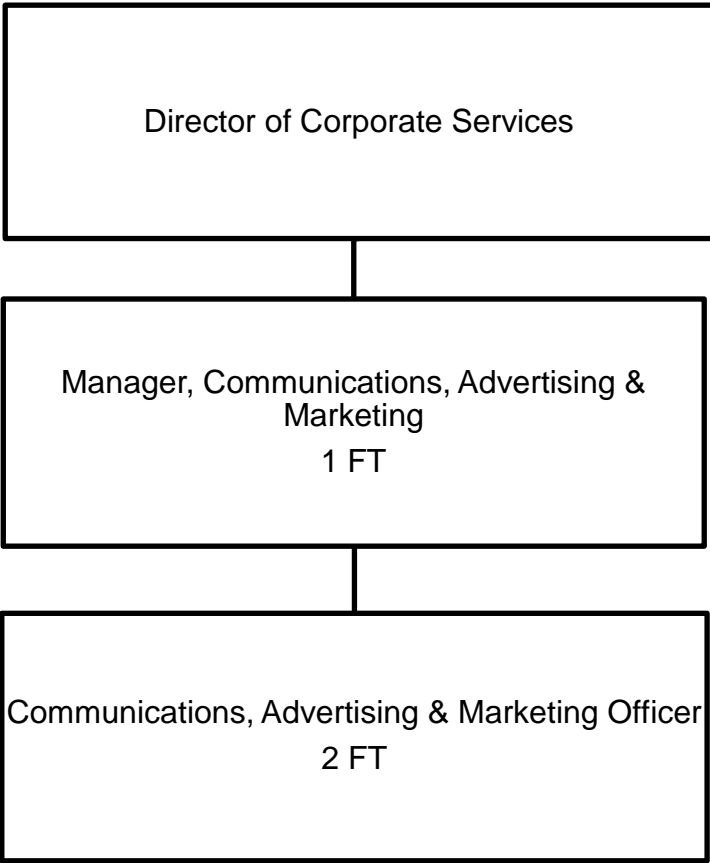 Director of Corporate Services
Manager, Communications, Advertising &
Marketing
1 FT
Communications, Advertising & Marketing Officer
2 FT